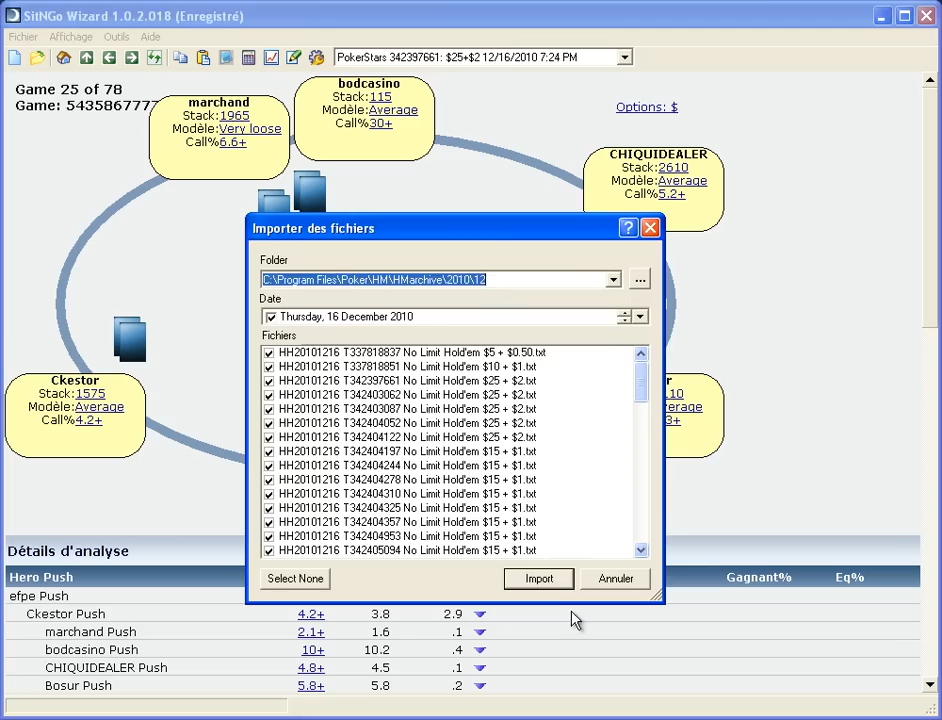 SitNGo Wizard 1.0.2.018 (Enregistré)
Fichier Affichage Outils Aide
PokerStars 342397661: $25+$2 12/16/2010 7:24 PM
Game 25 of 78
Game: 5435867777
marchand
Stack:1965
Modèle:Very loose
Call%6.6+
bodcasino
Stack:115
Modèle:Average
Call%30+
Options: $
CHIQUIDEALER
Stack:2610
Modèle:Average
Call%5.2+
Importer des fichiers
Folder
C:\Program Files\Poker\HM\HMarchive\2010\12
...
Date
Thursday, 16 December 2010
Fichiers
HH20101216 T337818837 No Limit Hold'em $5 + $0.50.txt
HH20101216 T337818851 No Limit Hold'em $10 + $1.txt
HH20101216 T342397661 No Limit Hold'em $25 + $2.txt
HH20101216 T342403062 No Limit Hold'em $25 + $2.txt
HH20101216 T342403087 No Limit Hold'em $25 + $2.txt
HH20101216 T342404052 No Limit Hold'em $25 + $2.txt
HH20101216 T342404122 No Limit Hold'em $25 + $2.txt
HH20101216 T342404197 No Limit Hold'em $15 + $1.txt
HH20101216 T342404244 No Limit Hold'em $15 + $1.txt
HH20101216 T342404278 No Limit Hold'em $15 + $1.txt
HH20101216 T342404310 No Limit Hold'em $15 + $1.txt
HH20101216 T342404325 No Limit Hold'em $15 + $1.txt
HH20101216 T342404357 No Limit Hold'em $15 + $1.txt
HH20101216 T342404953 No Limit Hold'em $15 + $1.txt
HH20101216 T342405094 No Limit Hold'em $15 + $1.txt
Select None Import Annuler
Ckestor
Stack:1575
Modèle:Average
Call%4.2+
r
10
erage
3+
Détails d'analyse
Hero Push Gagnant% Eq%
efpe Push
Ckestor Push 4.2+ 3.8 2.9
marchand Push 2.1+ 1.6 .1
bodcasino Push 10+ 10.2 .4
CHIQUIDEALER Push 4.8+ 4.5 .1
Bosur Push 5.8+ 5.8 .2